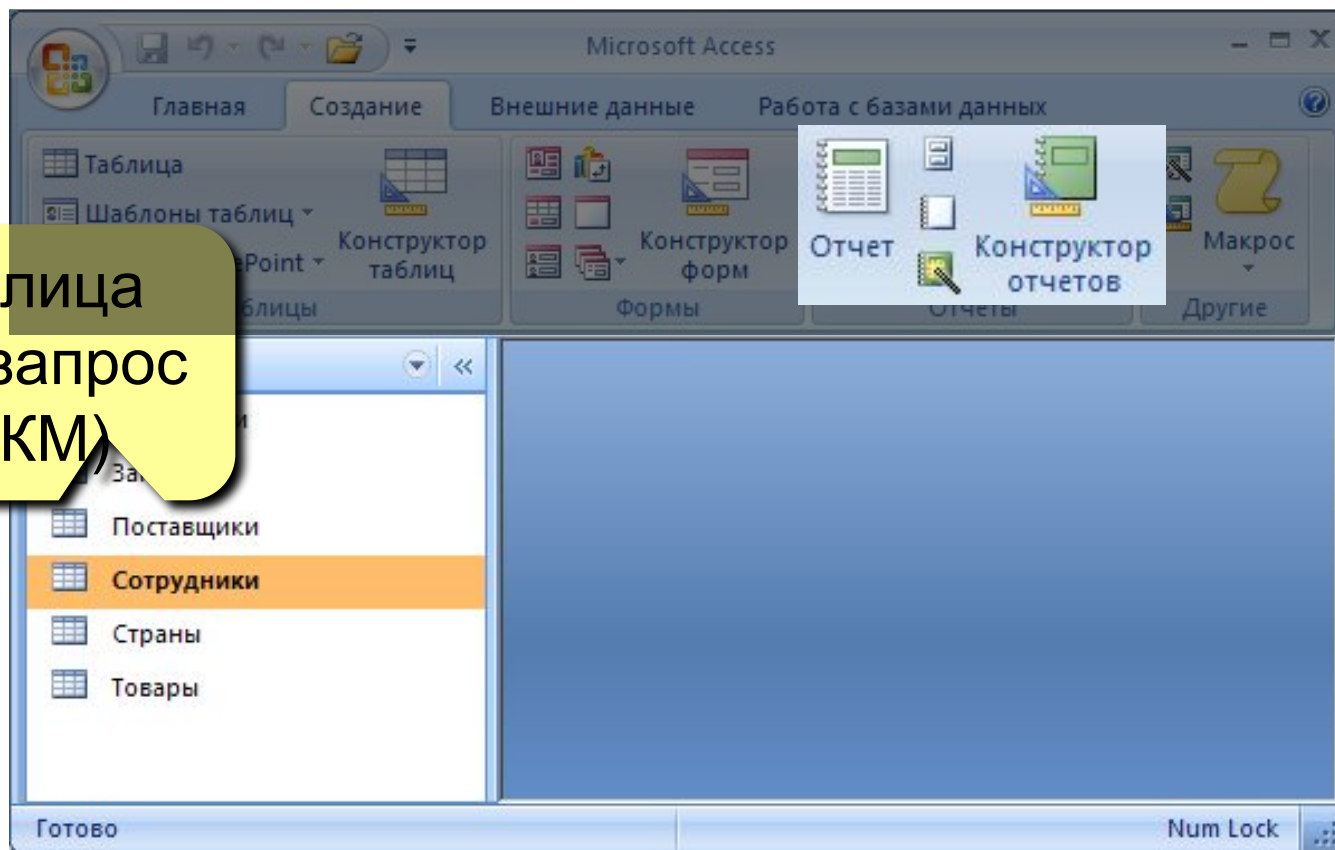 Microsoft Access
Главная Создание Внешние данные Работа с базами данных
Таблица
Шаблоны таблиц
Point
Конструктор
таблиц
Конструктор
форм
Отчет
Конструктор
отчетов
Макрос
блицы Формы Отчеты Другие
лица
запрос
КМ)
и
За
Поставщики
Сотрудники
Страны
Товары
Готово Num Lock